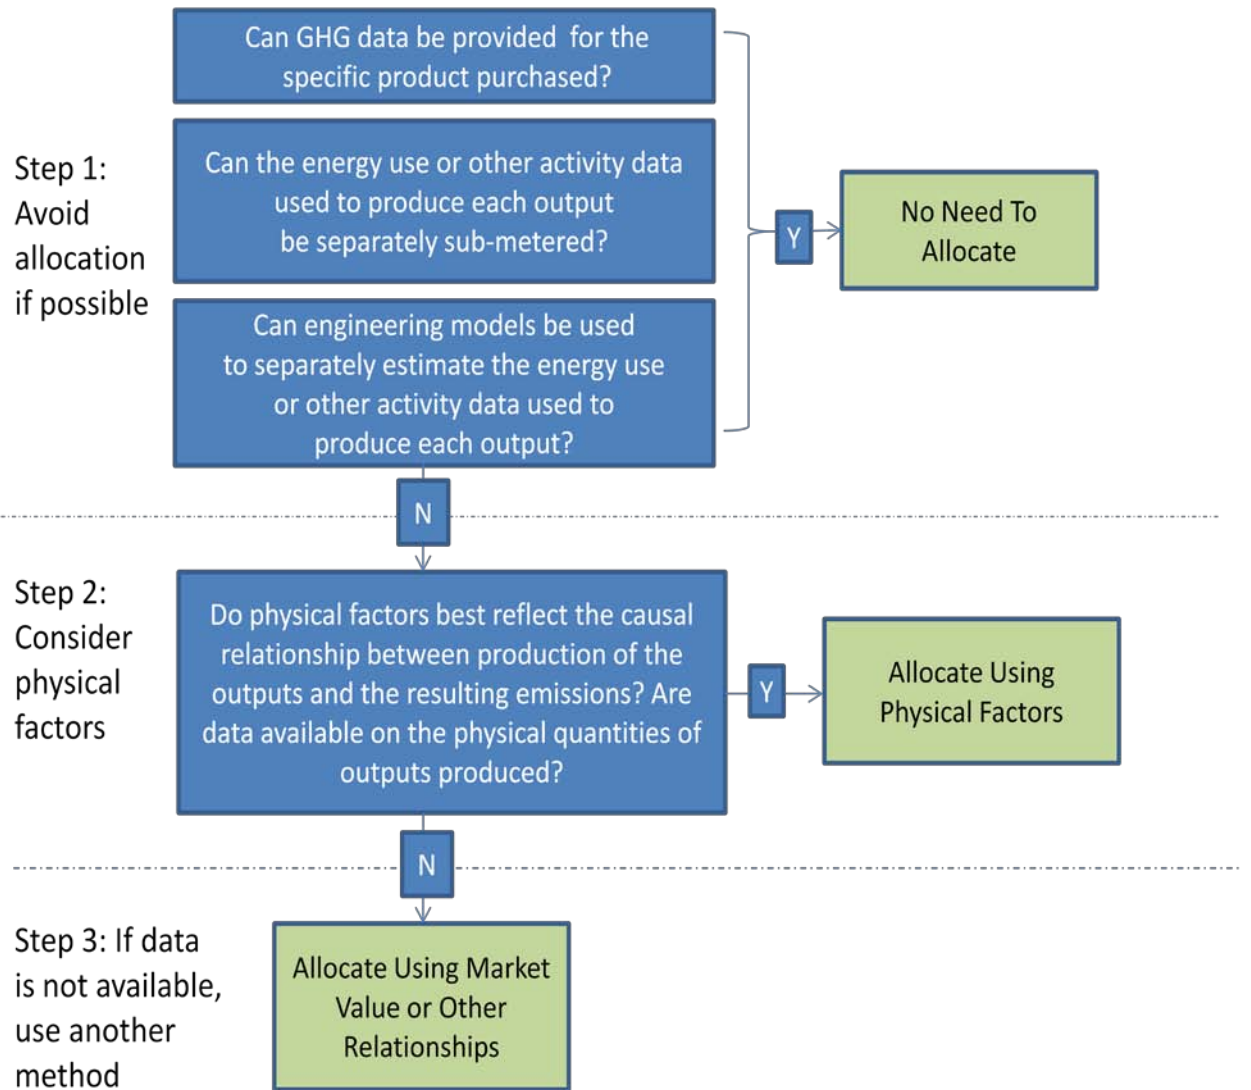 Can GHG data be provided for the
specific product purchased?
Step 1:
Avoid
allocation
if possible
Can the energy use or other activity data
used to produce each output
be separately sub-metered?
Y
No Need To
Allocate
Can engineering models be used
to separately estimate the energy use
or other activity data used to
produce each output?
N
Step 2:
Consider
physical
factors
Do physical factors best reflect the causal
relationship between production of the
outputs and the resulting emissions? Are
data available on the physical quantities of
outputs produced?
Y
Allocate Using
Physical Factors
N
Step 3: If data
is not available,
use another
method
Allocate Using Market
Value or Other
Relationships